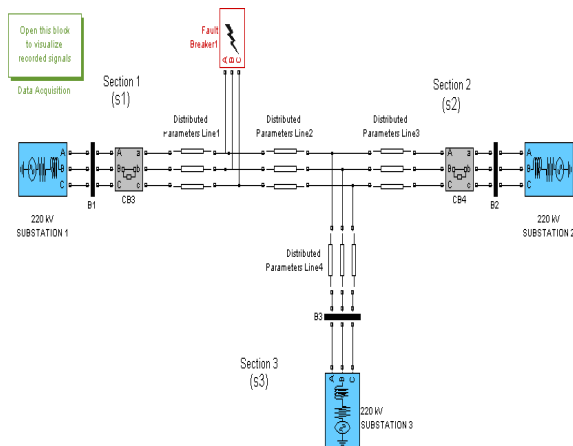 Open this block
to visualize
recorded signals
Data Acquisition
Fault
Breaker1
A B C
Section 1
(s1)
Section 2
(s2)
Distributed
Parameters Line1
Distributed
Parameters Line2
Distributed
Parameters Line3
A
B
C
A
B
C
a
b
c
A
B
C
a
b
c
A
B
C
B1
CB3
CB4
B2
220 kV
SUBSTATION 1
220 kV
SUBSTATION 2
Distributed
Parameters Line4
B3
Section 3
(s3)
A B C
220 kV
SUBSTATION 3